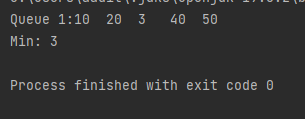 Queue 1:10  20  3   40  50
Min: 3
Process finished with exit code 0